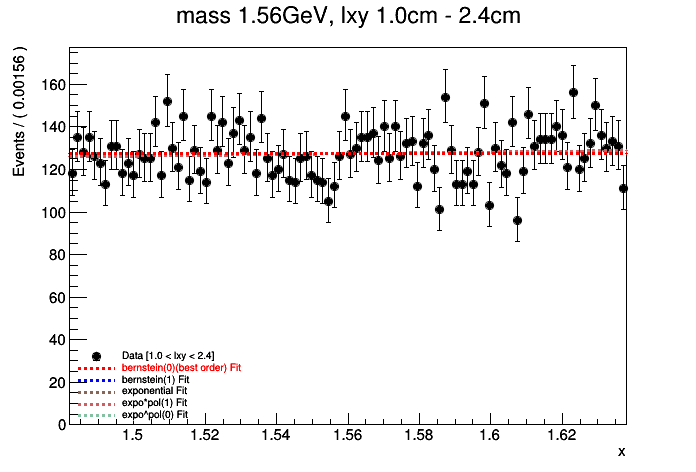 mass 1.56GeV, lxy 1.0cm - 2.4cm
Events / ( 0.00156 )
160
140
120
100
80
60
40
20
0
Data [1.0 < lxy < 2.4]
bernstein(0)(best order) Fit
bernstein(1) Fit
exponential Fit
expo*pol(1) Fit
expo^pol(0) Fit
1.5 1.52 1.54 1.56 1.58 1.6 1.62
x